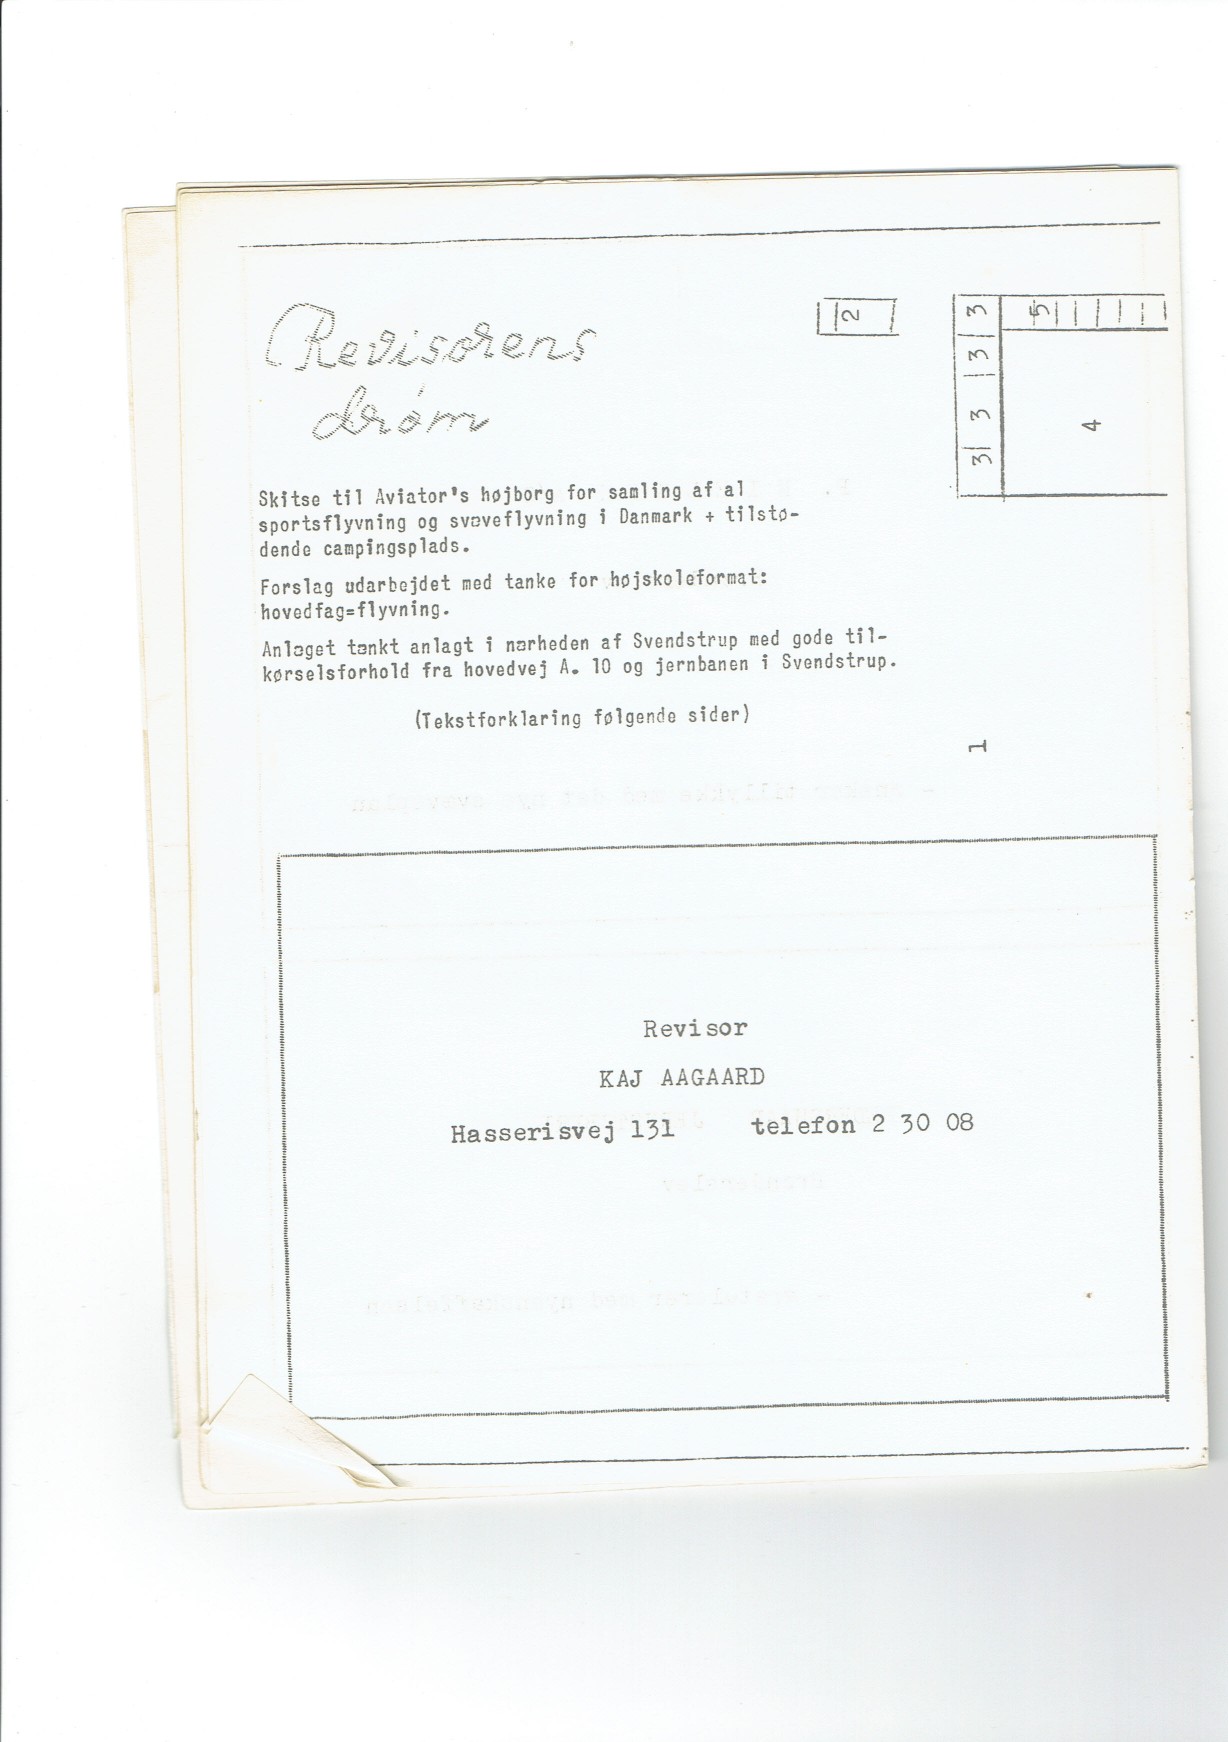 Revisorens
drøm
2
3 3 3 3
5
4
Skitse til Aviator's højborg for samling af al
sportsflyvning og svæveflyvning i Danmark + tilstø-
dende campingsplads.
Forslag udarbejdet med tanke for højskoleformat:
hovedfag=flyvning.
Anlæget tænkt anlagt i nærheden af Svendstrup med gode til-
kørselsforhold fra hovedvej A. 10 og jernbanen i Svendstrup.
(Tekstforklaring følgende sider)
1
Revisor
KAJ AAGAARD
Hasserisvej 131 telefon 2 30 08